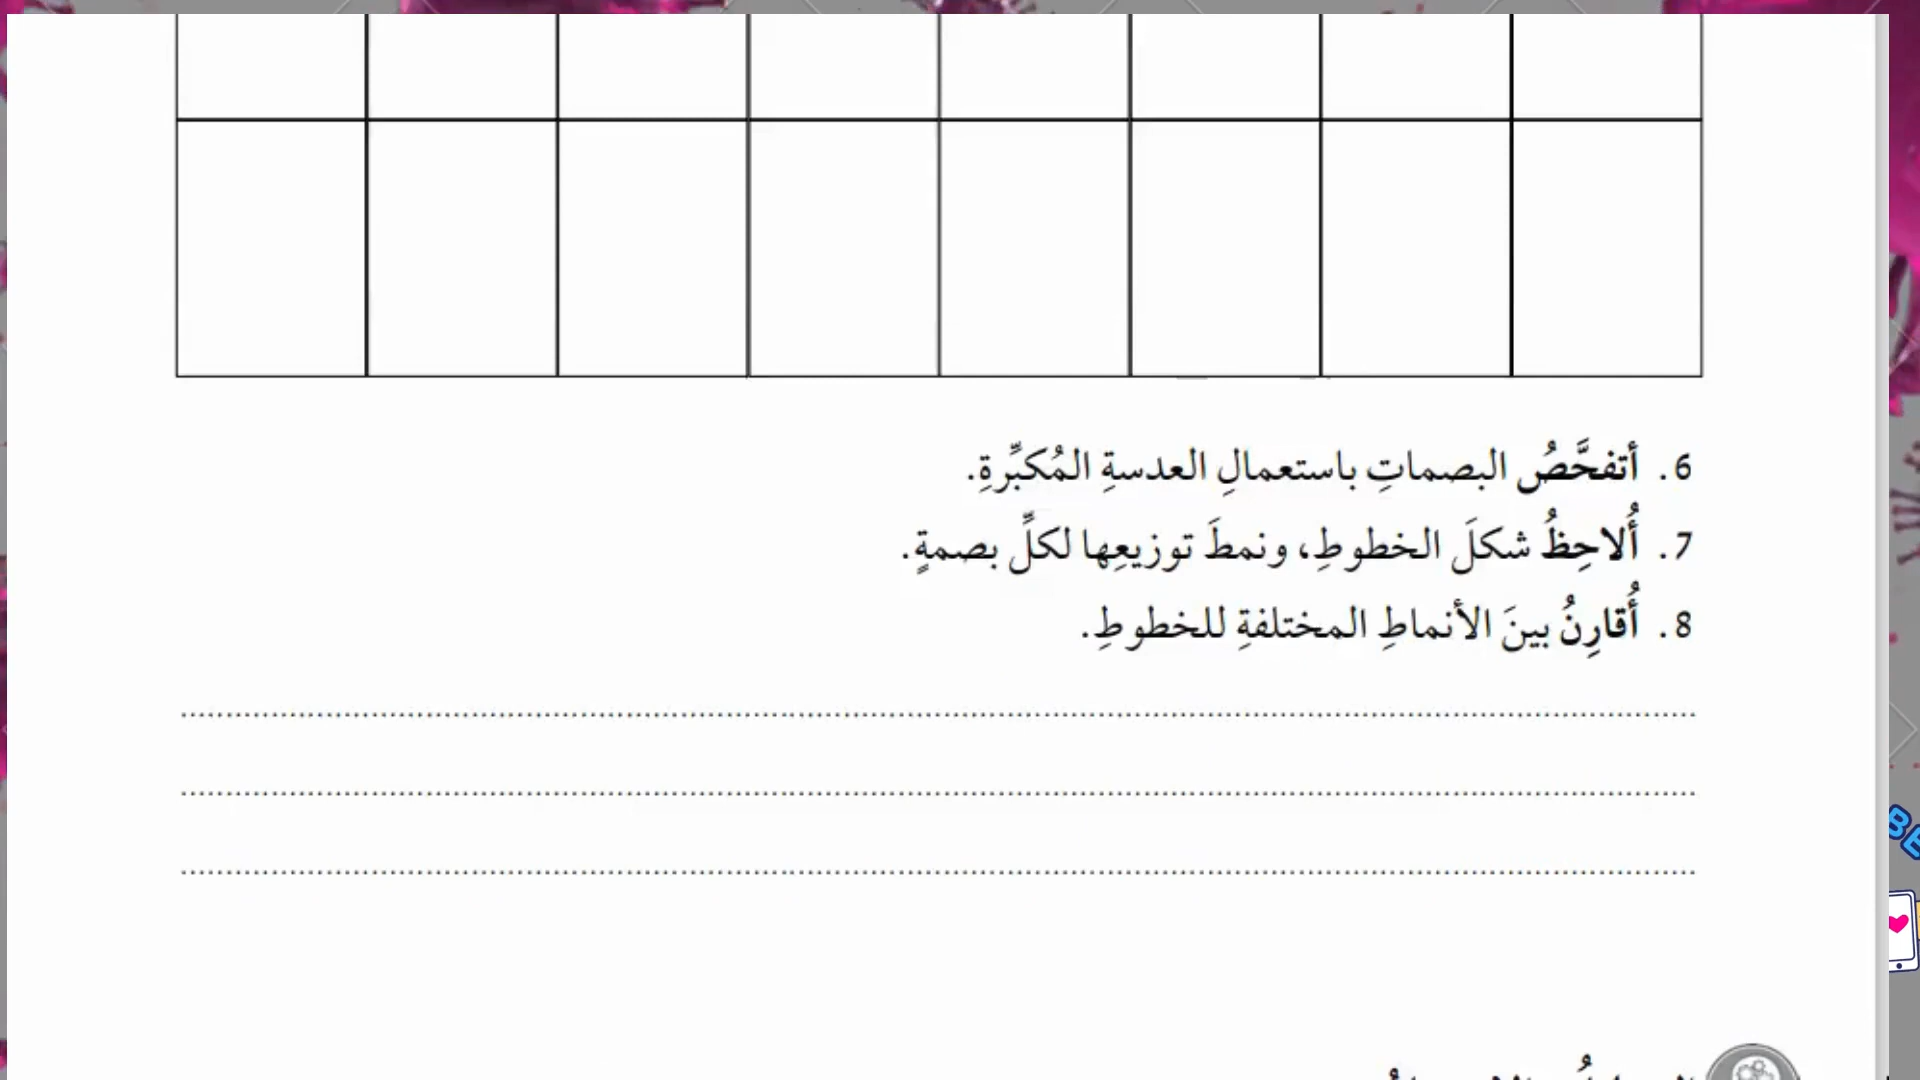 6. أتفحَّصُ البصماتِ باستعمالِ العدسةِ المُكبِّرةِ.
7. أُلاحِظُ شكلَ الخطوطِ، ونمطَ توزيعِها لكلِّ بصمةٍ.
8. أُقارِنُ بينَ الأنماطِ المختلفةِ للخطوطِ.
BE